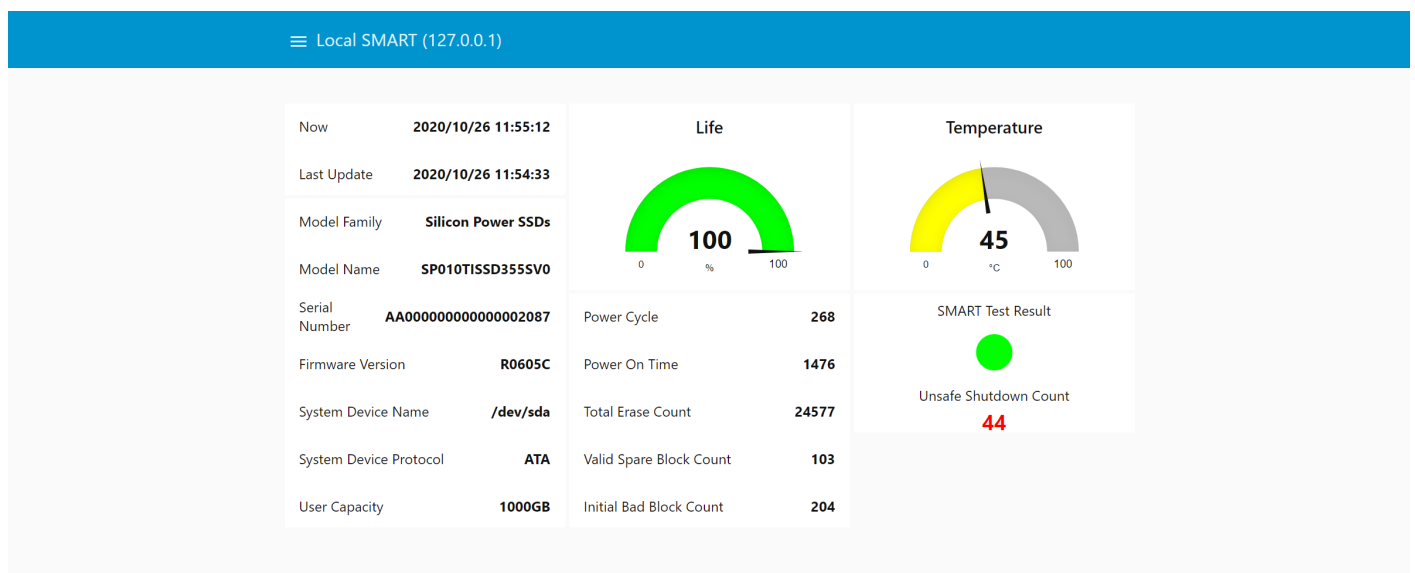 Local SMART (127.0.0.1)
Now 2020/10/26 11:55:12
Last Update 2020/10/26 11:54:33
Model Family Silicon Power SSDs
Model Name SP010TISSD355SV0
Serial
Number AA000000000000002087
Firmware Version R0605C
System Device Name /dev/sda
System Device Protocol ATA
User Capacity 1000GB
Life
100
0 % 100
Power Cycle 268
Power On Time 1476
Total Erase Count 24577
Valid Spare Block Count 103
Initial Bad Block Count 204
Temperature
45
0 °C 100
SMART Test Result
Unsafe Shutdown Count
44